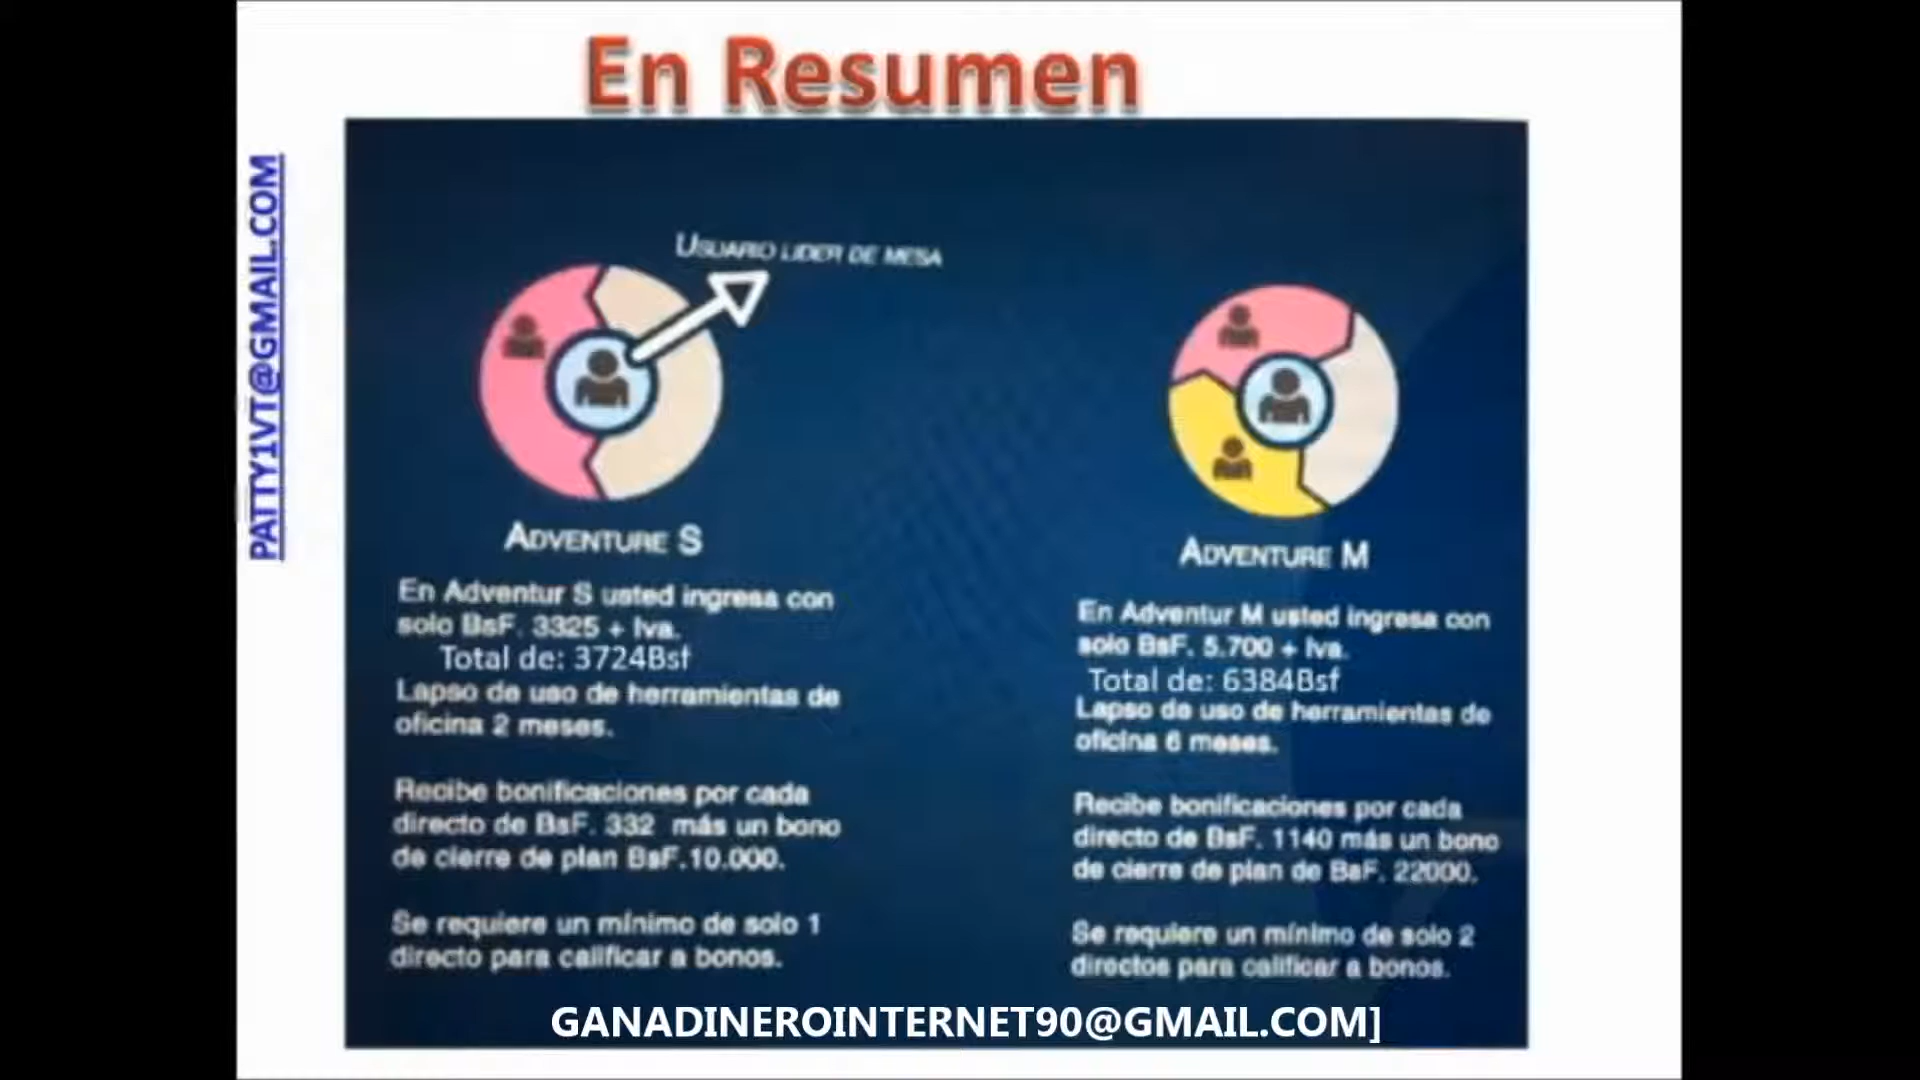 En Resumen
PATTY1VT@GMAIL.COM
USUARIO LIDER DE MESA
ADVENTURE S
En Adventur S usted ingresa con
solo BsF. 3325 + Iva.
Total de: 3724Bsf
Lapso de uso de herramientas de
oficina 2 meses.
Recibe bonificaciones por cada
directo de BsF. 332 más un bono
de cierre de plan BsF.10.000.
Se requiere un mínimo de solo 1
directo para calificar a bonos.
ADVENTURE M
En Adventur M usted ingresa con
solo BsF. 5.700 + Iva.
Total de: 6384Bsf
Lapso de uso de herramientas de
oficina 6 meses.
Recibe bonificaciones por cada
directo de BsF. 1140 más un bono
de cierre de plan de BsF. 22000.
Se requiere un mínimo de solo 2
directos para calificar a bonos.
GANADINEROINTERNET90@GMAIL.COM]